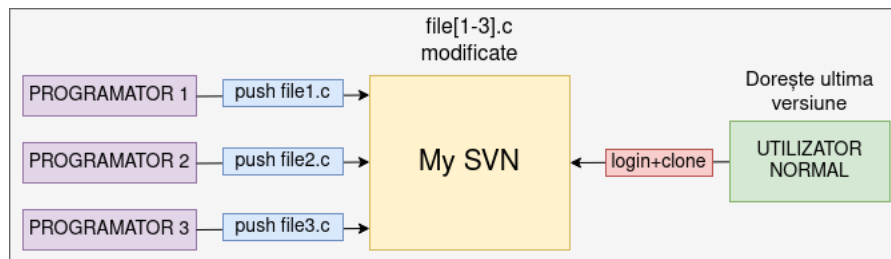 file[1-3].c
modificate
PROGRAMATOR 1
push file1.c
PROGRAMATOR 2
push file2.c
PROGRAMATOR 3
push file3.c
My SVN
login+clone
Dorește ultima
versiune
UTILIZATOR
NORMAL